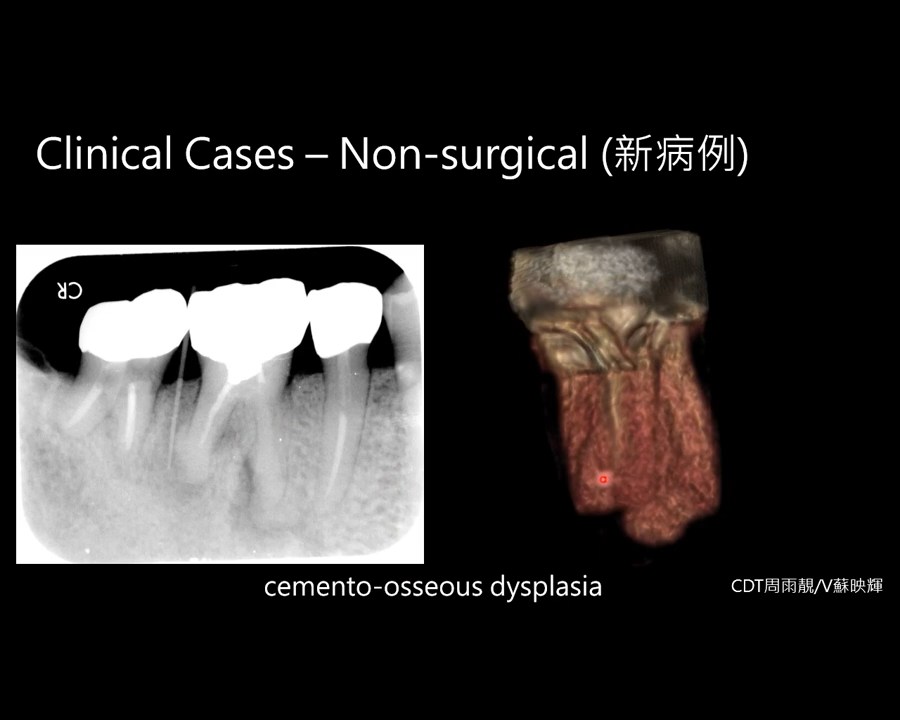 Clinical Cases – Non-surgical (新病例)
CR
cemento-osseous dysplasia
CDT周雨靚/V蘇映輝